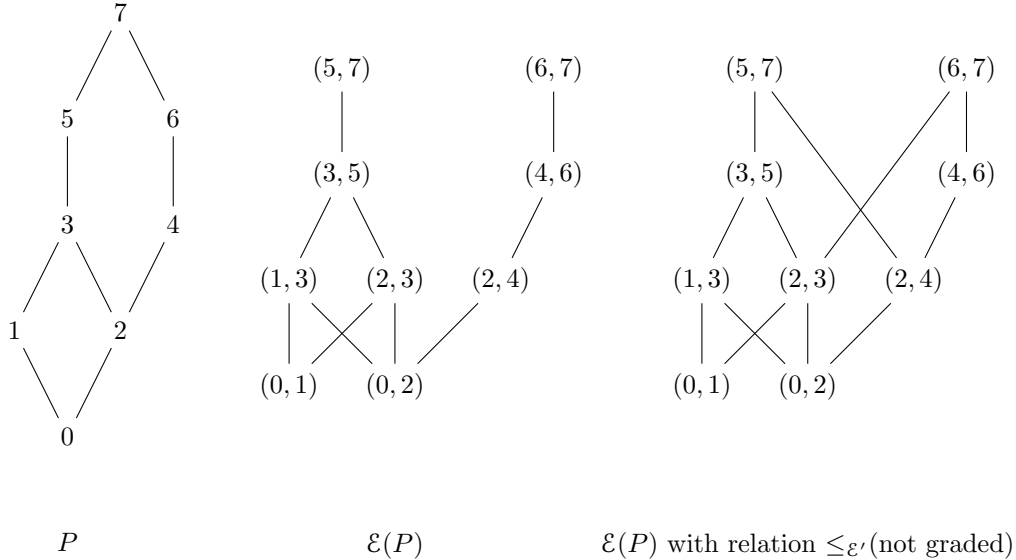 7
(5, 7) (6, 7) (5, 7) (6, 7)
5 6
(3, 5) (4, 6) (3, 5) (4, 6)
3 4
(1, 3) (2, 3) (2, 4) (1, 3) (2, 3) (2, 4)
1 2
(0, 1) (0, 2) (0, 1) (0, 2)
0
P ℰ(P) ℰ(P) with relation ≤_ℰ′(not graded)